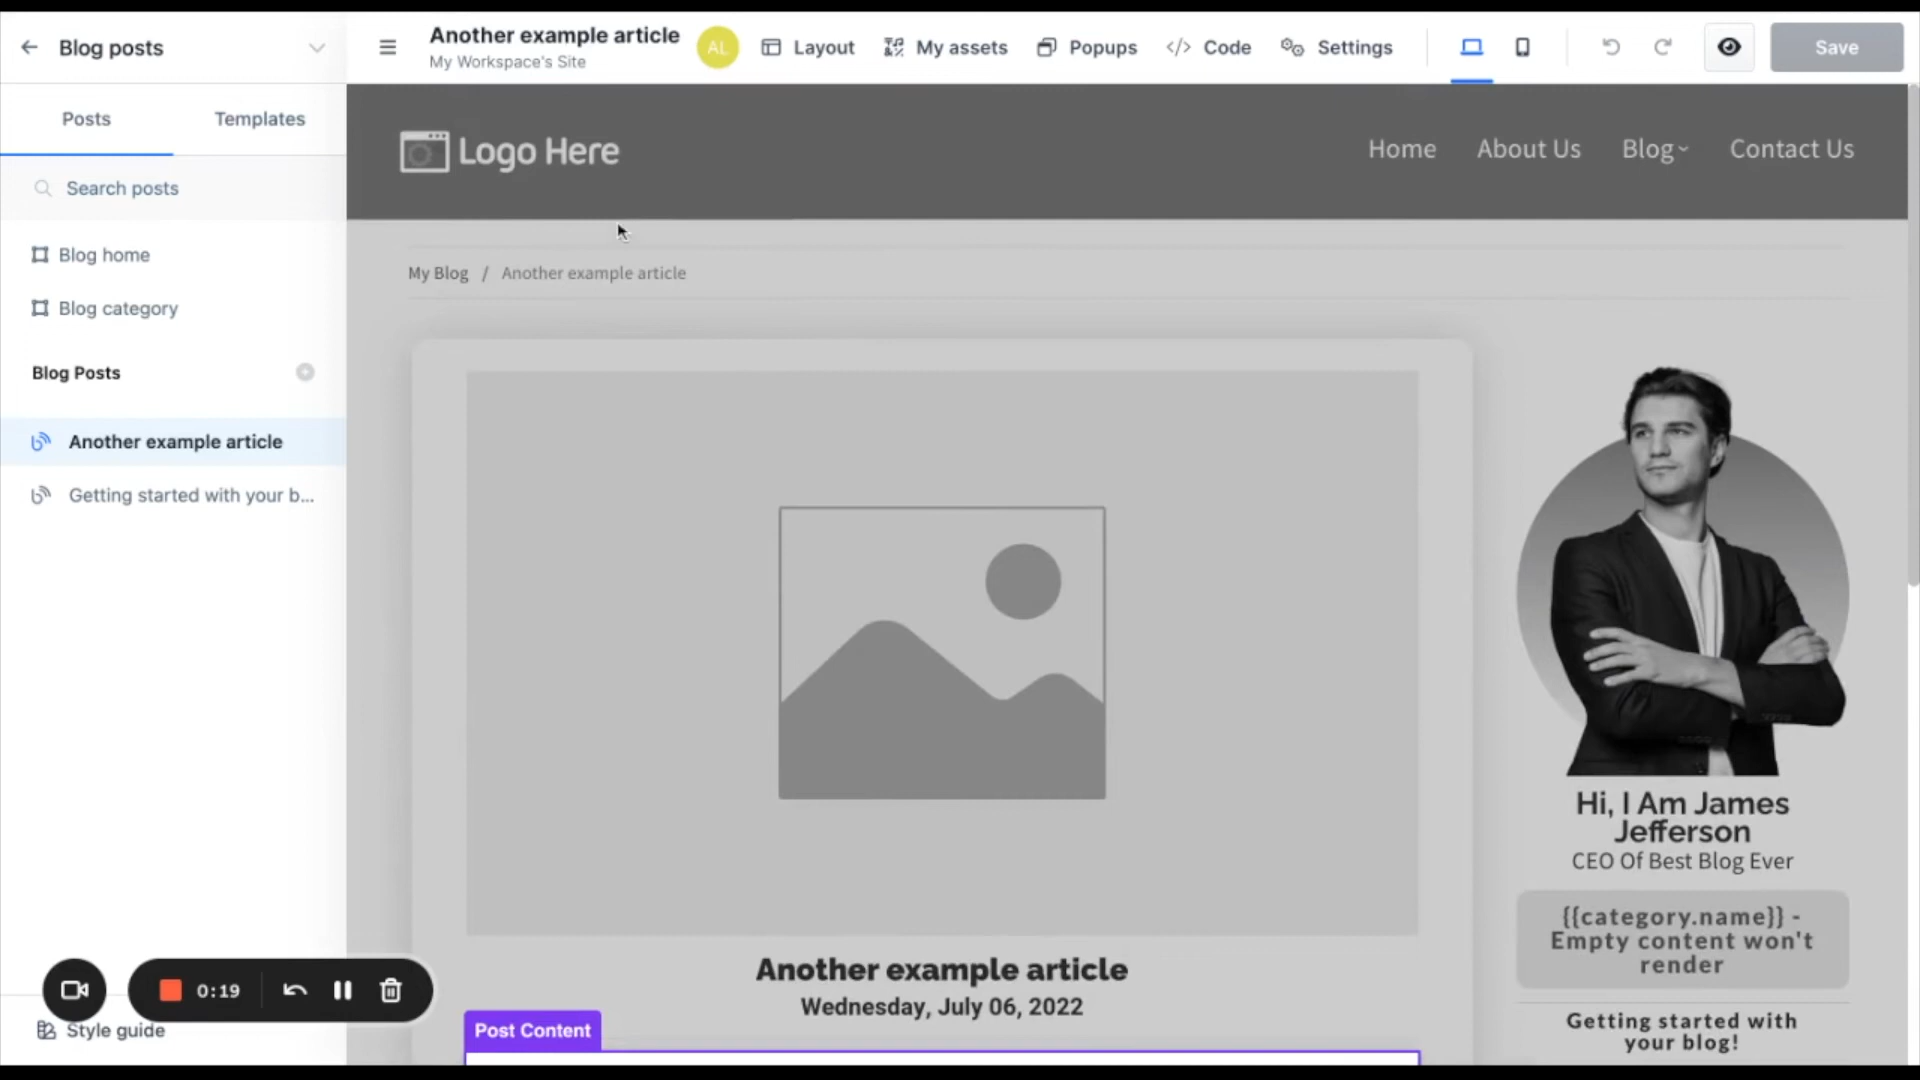 Blog posts
Another example article
My Workspace's Site
AL
Layout
My assets
Popups
Code
Settings
Save
Posts
Templates
Search posts
Blog home
Blog category
Blog Posts
Another example article
Getting started with your b...
0:19
Style guide
Logo Here
Home
About Us
Blog
Contact Us
My Blog / Another example article
Another example article
Wednesday, July 06, 2022
Post Content
Hi, I Am James
Jefferson
CEO Of Best Blog Ever
{{category.name}} -
Empty content won't
render
Getting started with
your blog!